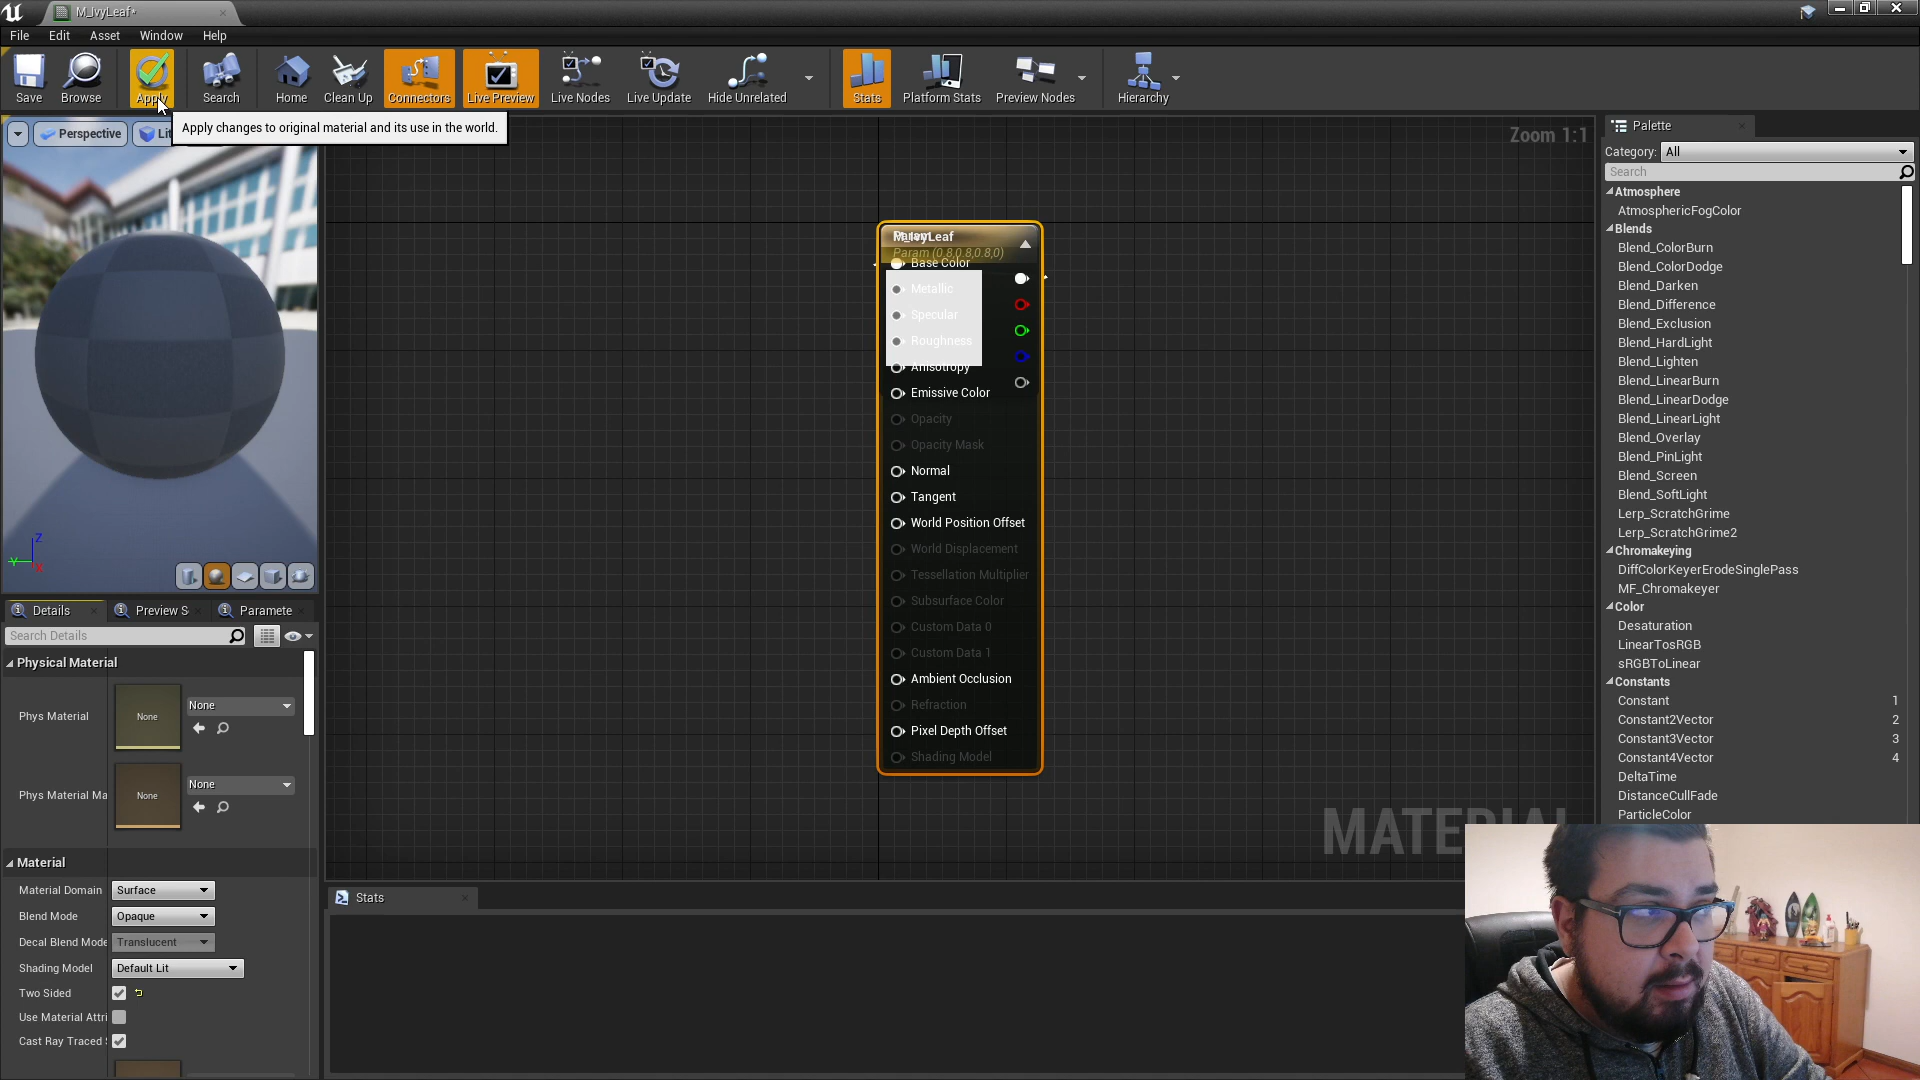 M_IvyLeaf*
File Edit Asset Window Help
Save Browse Apply Search Home Clean Up Connectors Live Preview Live Nodes Live Update Hide Unrelated Stats Platform Stats Preview Nodes Hierarchy
Apply changes to original material and its use in the world.
Perspective Lit
Zoom 1:1
M_IvyLeaf
Param
Param (0.8,0.8,0.8,0)
Base Color
Metallic
Specular
Roughness
Anisotropy
Emissive Color
Opacity
Opacity Mask
Normal
Tangent
World Position Offset
World Displacement
Tessellation Multiplier
Subsurface Color
Custom Data 0
Custom Data 1
Ambient Occlusion
Refraction
Pixel Depth Offset
Shading Model
Z
Y
X
Details Preview S Paramete
Search Details
Physical Material
Phys Material None None
Phys Material Ma None None
Material
Material Domain Surface
Blend Mode Opaque
Decal Blend Mode Translucent
Shading Model Default Lit
Two Sided
Use Material Attri
Cast Ray Traced S
Stats
MATERIAL
Palette
Category: All
Search
Atmosphere
AtmosphericFogColor
Blends
Blend_ColorBurn
Blend_ColorDodge
Blend_Darken
Blend_Difference
Blend_Exclusion
Blend_HardLight
Blend_Lighten
Blend_LinearBurn
Blend_LinearDodge
Blend_LinearLight
Blend_Overlay
Blend_PinLight
Blend_Screen
Blend_SoftLight
Lerp_ScratchGrime
Lerp_ScratchGrime2
Chromakeying
DiffColorKeyerErodeSinglePass
MF_Chromakeyer
Color
Desaturation
LinearTosRGB
sRGBToLinear
Constants
Constant 1
Constant2Vector 2
Constant3Vector 3
Constant4Vector 4
DeltaTime
DistanceCullFade
ParticleColor